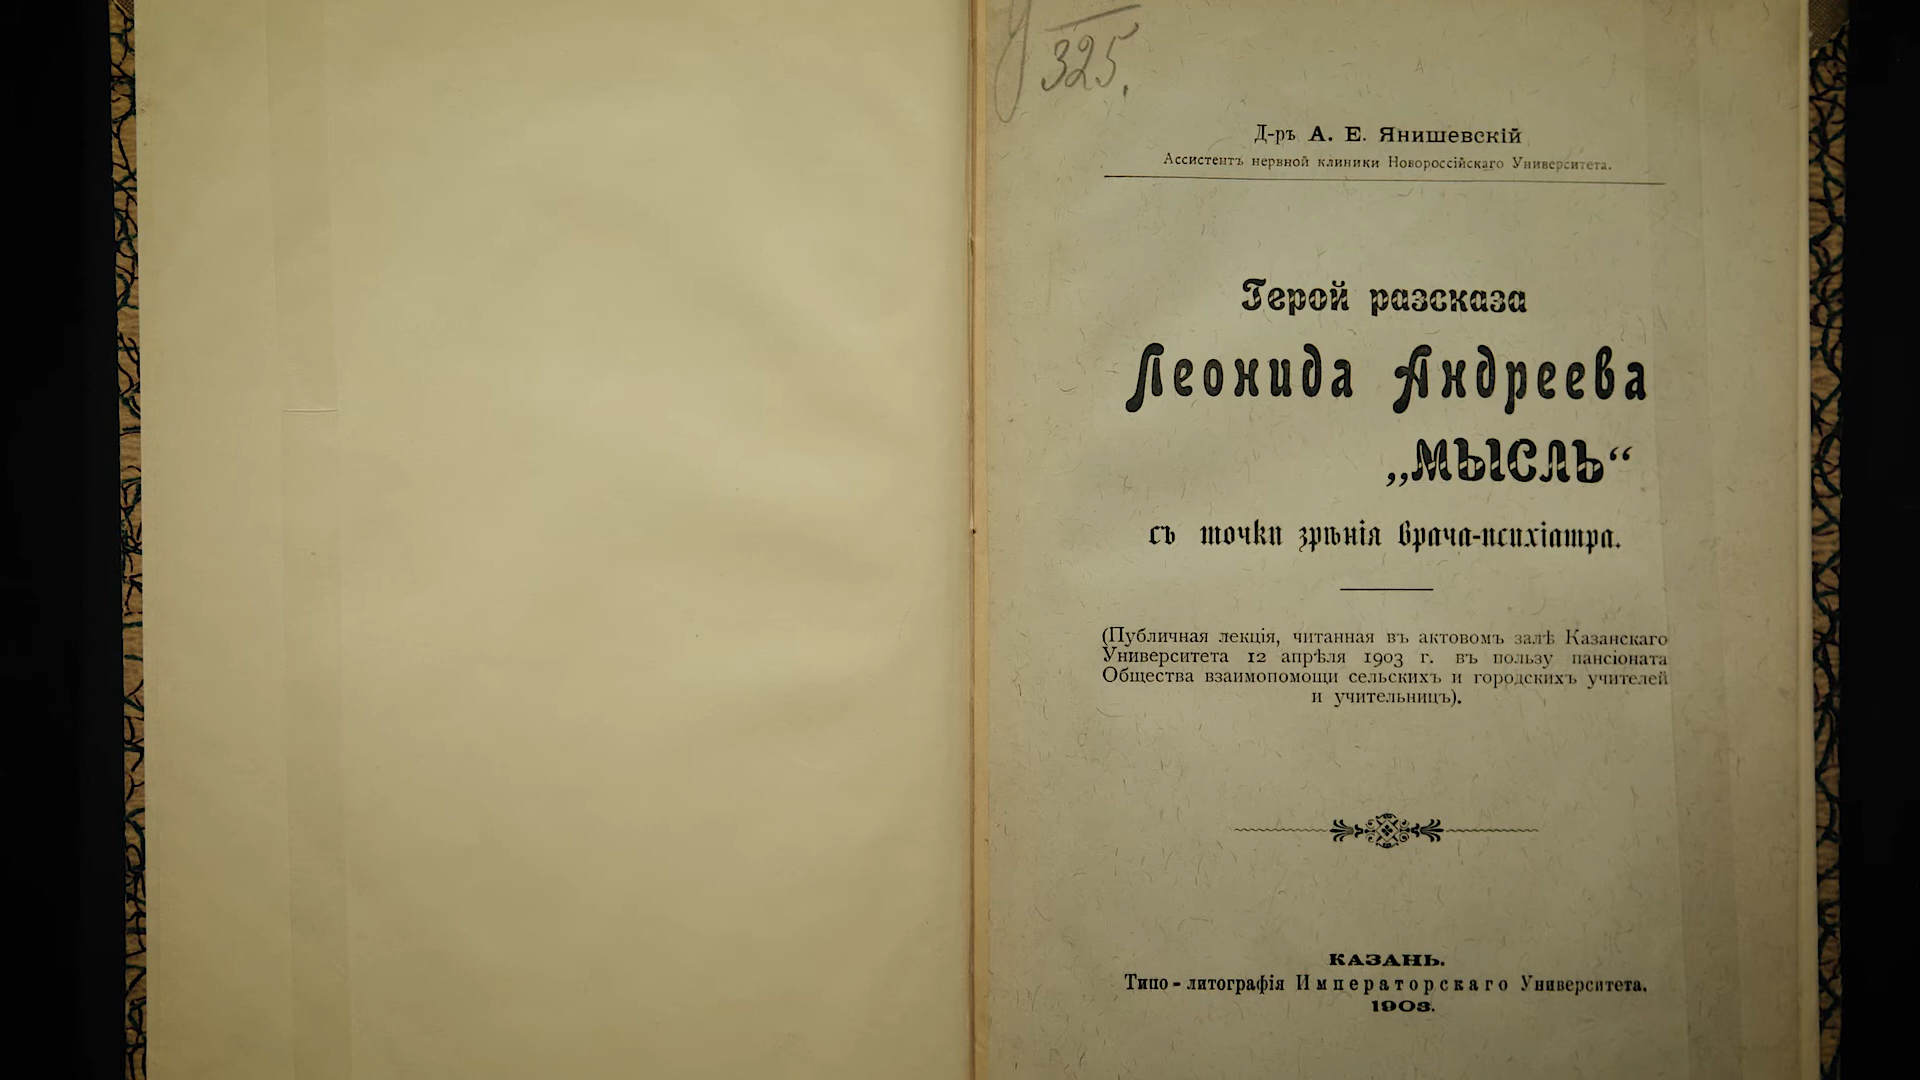 325.
Д-ръ А. Е. Янишевскій
Ассистентъ нервной клиники Новороссійскаго Университета.
Герой разсказа
Леонида Андреева
„МЫСЛЬ“
съ точки зрѣнія врача-психіатра.
(Публичная лекція, читанная въ актовомъ залѣ Казанскаго
Университета 12 апрѣля 1903 г. въ пользу пансіоната
Общества взаимопомощи сельскихъ и городскихъ учителей
и учительницъ).
КАЗАНЬ.
Типо-литографія Императорскаго Университета.
1903.